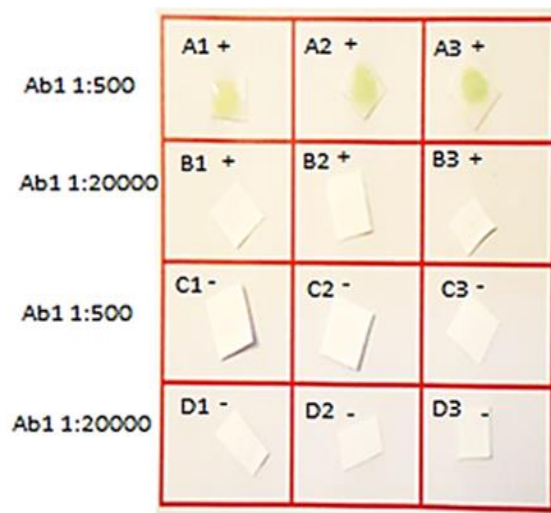 A1 + A2 + A3 +
Ab1 1:500
Ab1 1:20000
B1 + B2 + B3 +
C1 - C2 - C3 -
Ab1 1:500
D1 - D2 - D3 -
Ab1 1:20000